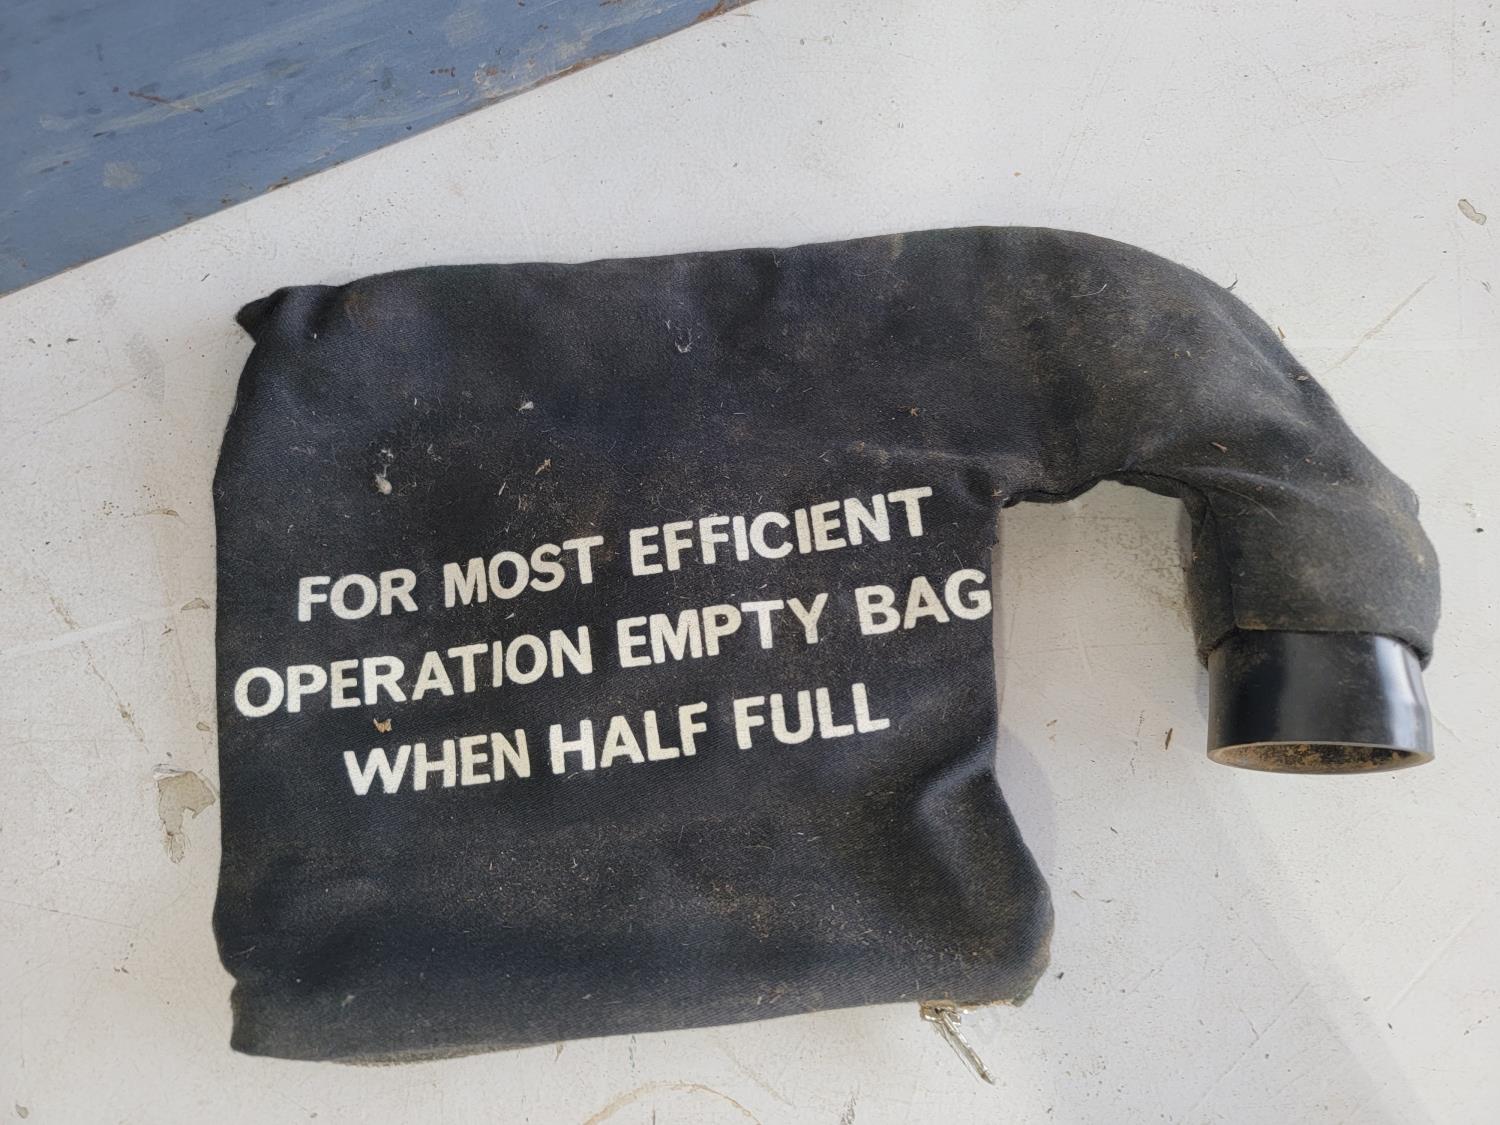 FOR MOST EFFICIENT
OPERATION EMPTY BAG
WHEN HALF FULL